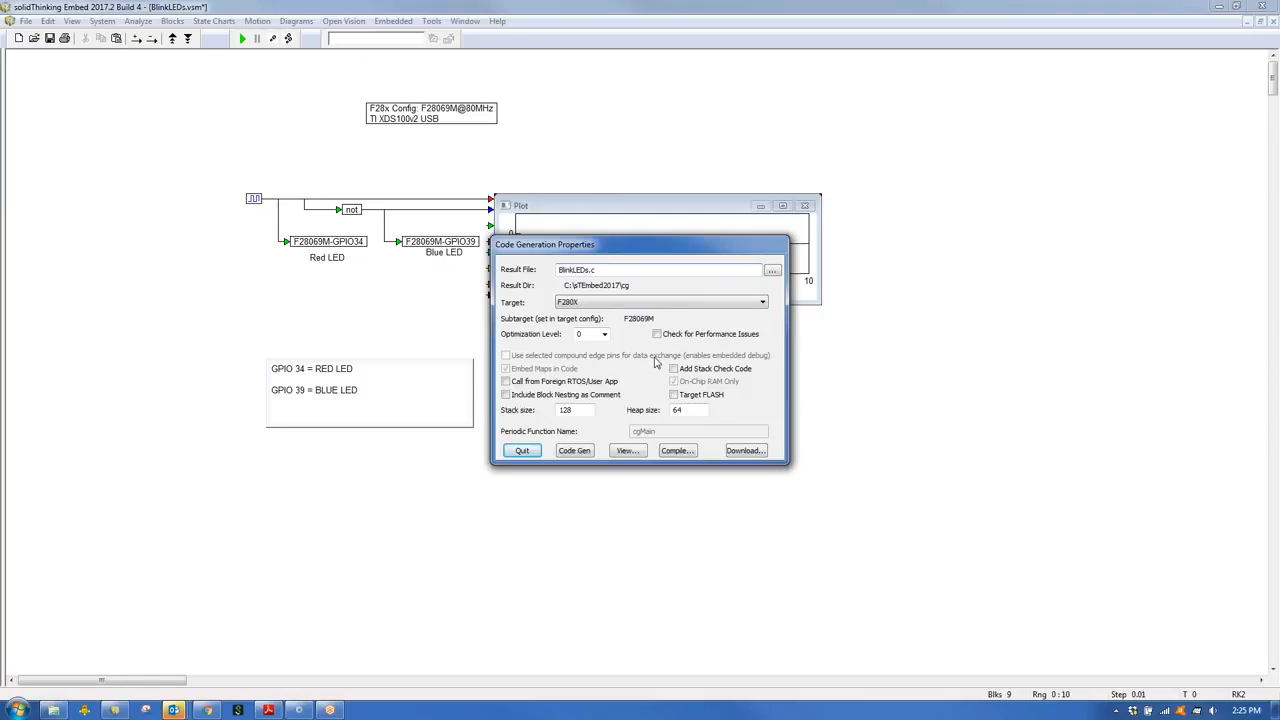 solidThinking Embed 2017.2 Build 4 - [BlinkLEDs.vsm*]
File Edit View System Analyze Blocks State Charts Motion Diagrams Open Vision Embedded Tools Window Help
F28x Config: F28069M@80MHz
TI XDS100v2 USB
not
F28069M-GPIO34
F28069M-GPIO39
Red LED
Blue LED
Plot
0
10
GPIO 34 = RED LED
GPIO 39 = BLUE LED
Code Generation Properties
Result File: BlinkLEDs.c ...
Result Dir: C:\sTEmbed2017\cg
Target: F280X
Subtarget (set in target config): F28069M
Optimization Level: 0 Check for Performance Issues
Use selected compound edge pins for data exchange (enables embedded debug)
Embed Maps in Code Add Stack Check Code
Call from Foreign RTOS/User App On-Chip RAM Only
Include Block Nesting as Comment Target FLASH
Stack size: 128 Heap size: 64
Periodic Function Name: cgMain
Quit Code Gen View... Compile... Download...
Blks 9 Rng 0:10 Step 0.01 T 0 RK2
2:25 PM